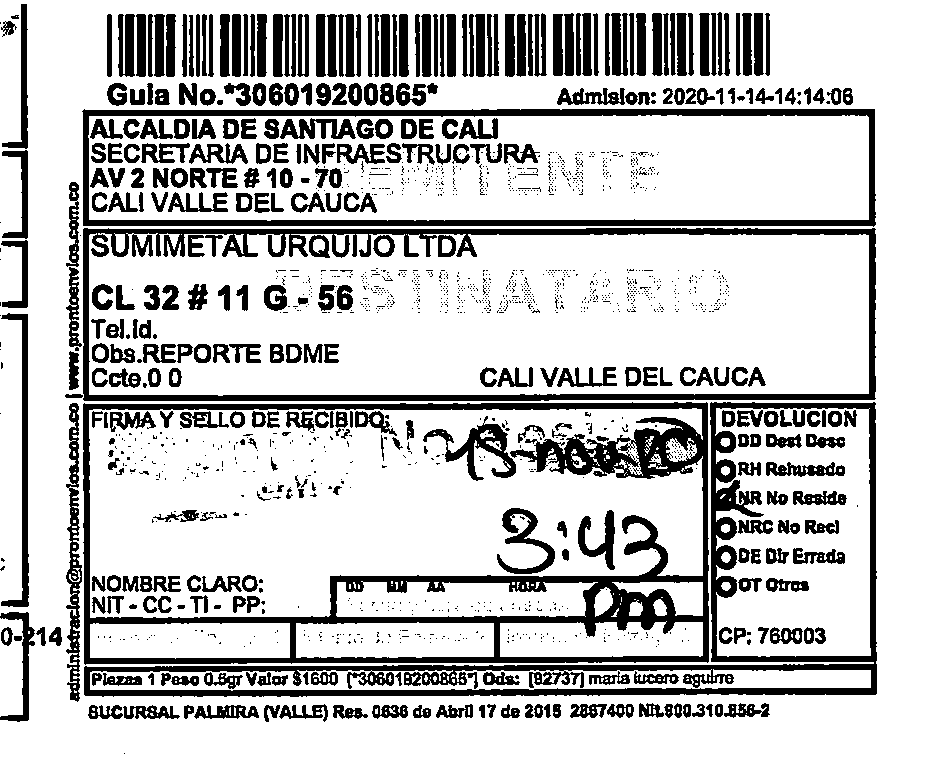 Guia No.*306019200865*
Admision: 2020-11-14-14:14:06
ALCALDIA DE SANTIAGO DE CALI
SECRETARIA DE INFRAESTRUCTURA
AV 2 NORTE # 10 - 70
CALI VALLE DEL CAUCA
REMITENTE
SUMIMETAL URQUIJO LTDA
DESTINATARIO
CL 32 # 11 G - 56
Tel.Id.
Obs.REPORTE BDME
Ccte.0 0
CALI VALLE DEL CAUCA
www.prontoenvios.com.co
administracion@prontoenvios.com.co
FIRMA Y SELLO DE RECIBIDO:
No
3:43
pm
NOMBRE CLARO:
NIT - CC - TI - PP:
DD MM AA HORA
DEVOLUCION
DD Dest Desc
RH Rehusado
NR No Reside
NRC No Recl
DE Dir Errada
OT Otros
CP: 760003
0-214
Piezas 1 Peso 0.5gr Valor $1600 [*306019200865*] Ods: [92737] maria lucero aguirre
SUCURSAL PALMIRA (VALLE) Res. 0636 de Abril 17 de 2015 2867400 Nit.900.310.856-2